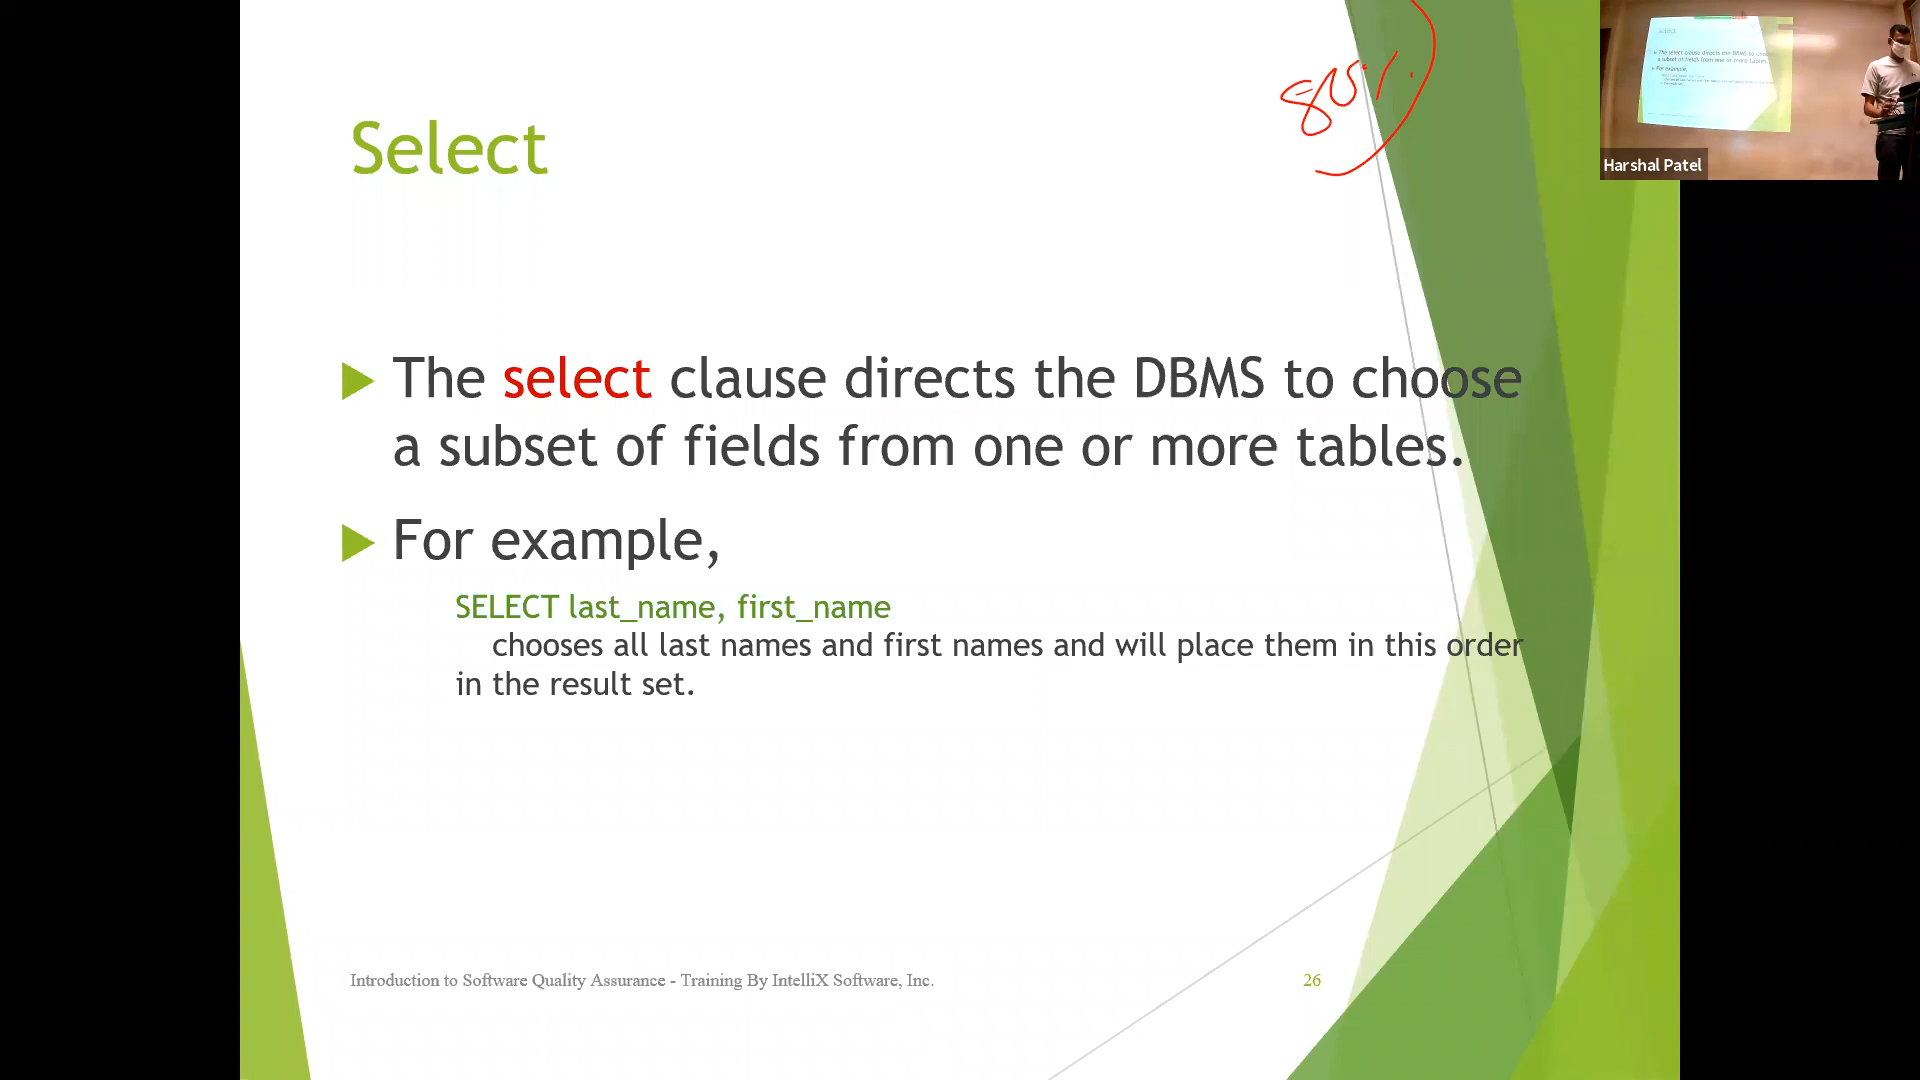 Select
80%
Harshal Patel
The select clause directs the DBMS to choose
a subset of fields from one or more tables.
For example,
SELECT last_name, first_name
chooses all last names and first names and will place them in this order
in the result set.
Introduction to Software Quality Assurance - Training By IntelliX Software, Inc.
26